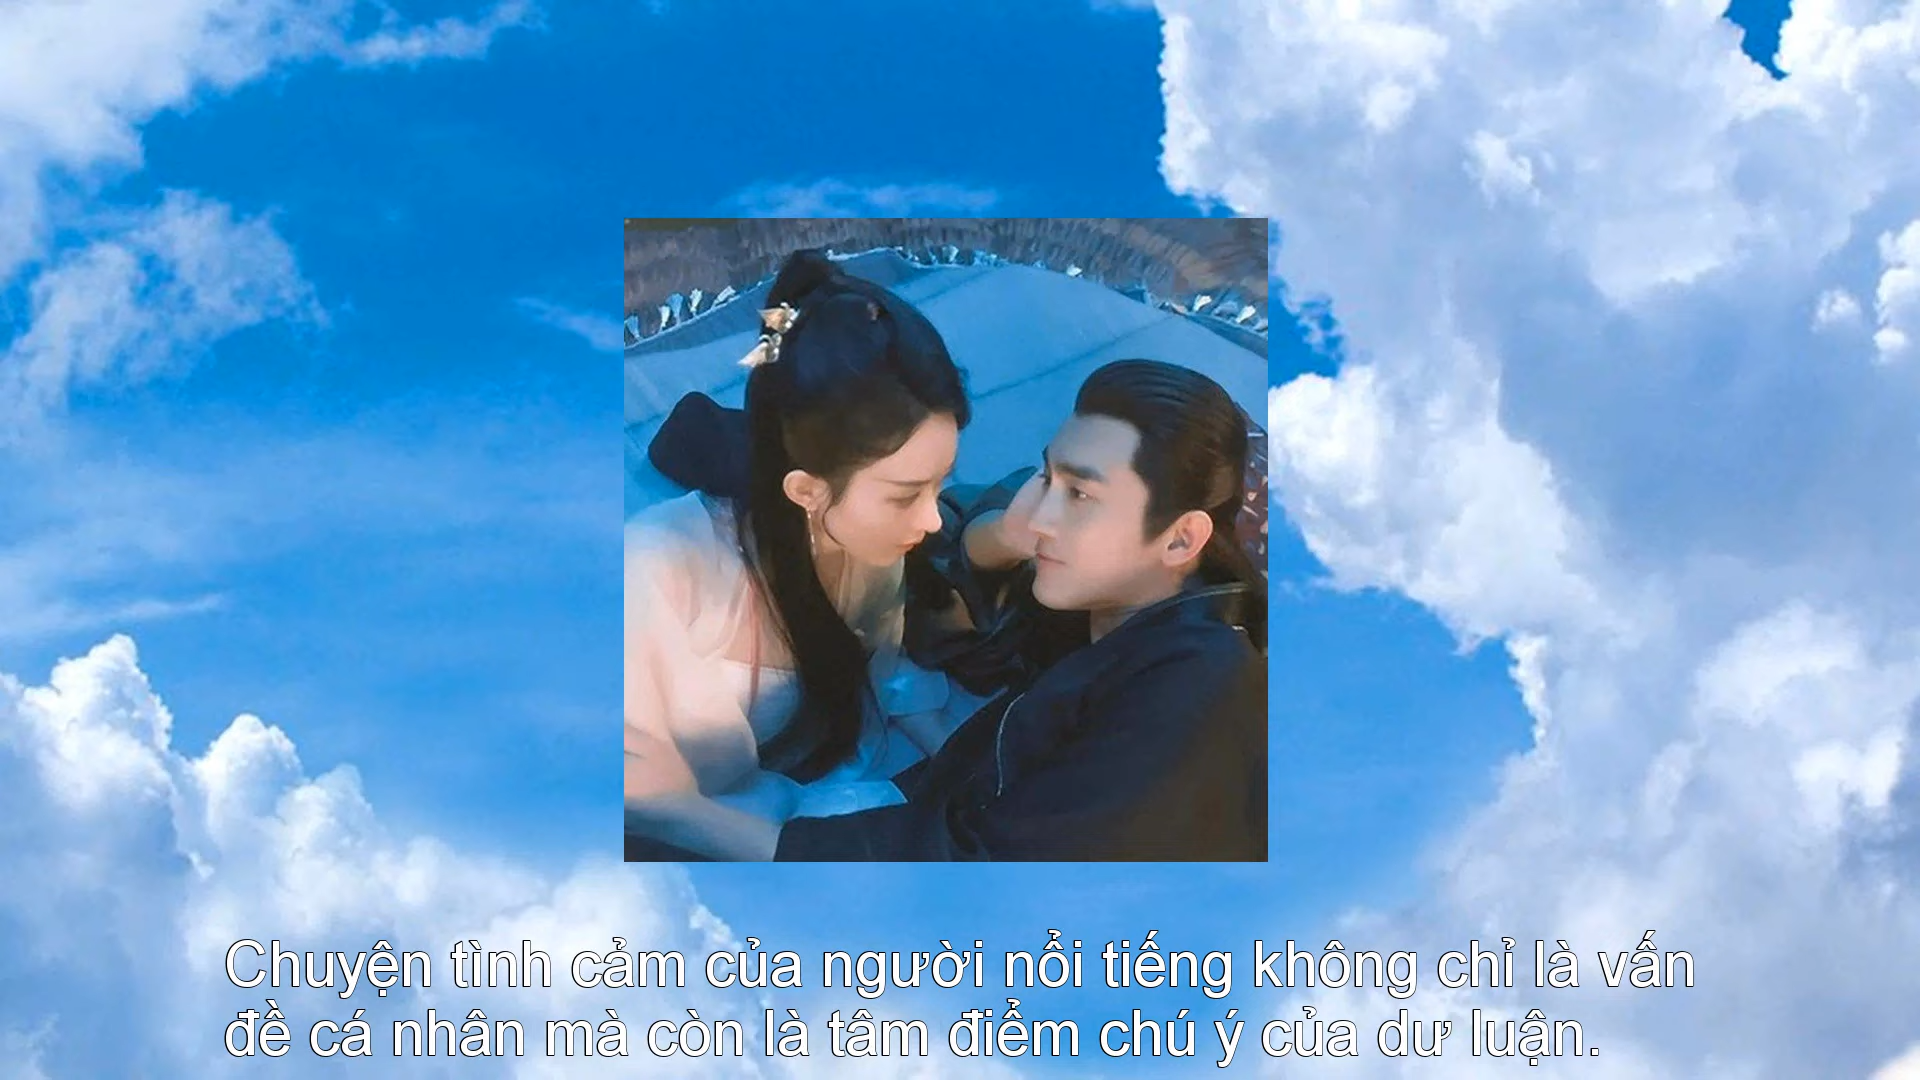 Chuyện tình cảm của người nổi tiếng không chỉ là vấn
đề cá nhân mà còn là tâm điểm chú ý của dư luận.